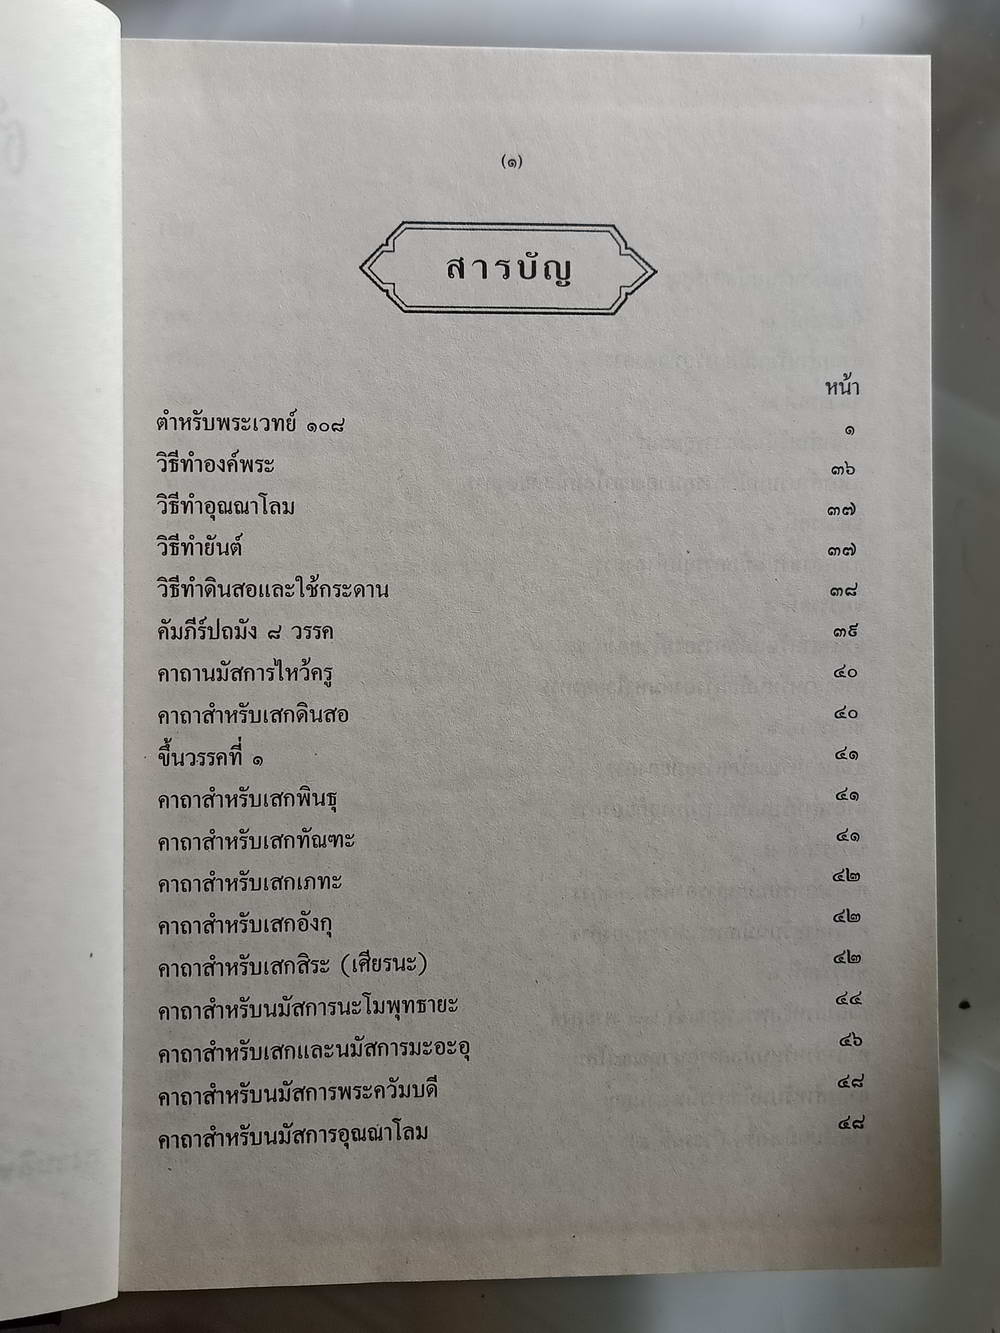 (๑)
สารบัญ
หน้า
ตำหรับพระเวทย์ ๑๐๘ ๑
วิธีทำองค์พระ ๓๖
วิธีทำอุณณาโลม ๓๗
วิธีทำยันต์ ๓๗
วิธีทำดินสอและใช้กระดาน ๓๘
คัมภีร์ปถมัง ๘ วรรค ๓๙
คาถานมัสการไหว้ครู ๔๐
คาถาสำหรับเสกดินสอ ๔๐
ขึ้นวรรคที่ ๑ ๔๑
คาถาสำหรับเสกพินธุ ๔๑
คาถาสำหรับเสกทัณฑะ ๔๑
คาถาสำหรับเสกเภทะ ๔๒
คาถาสำหรับเสกอังกุ ๔๒
คาถาสำหรับเสกสิระ (เศียรนะ) ๔๒
คาถาสำหรับนมัสการนะโมพุทธายะ ๔๔
คาถาสำหรับเสกและนมัสการมะอะอุ ๔๖
คาถาสำหรับนมัสการพระควัมบดี ๔๘
คาถาสำหรับนมัสการอุณณาโลม ๔๘